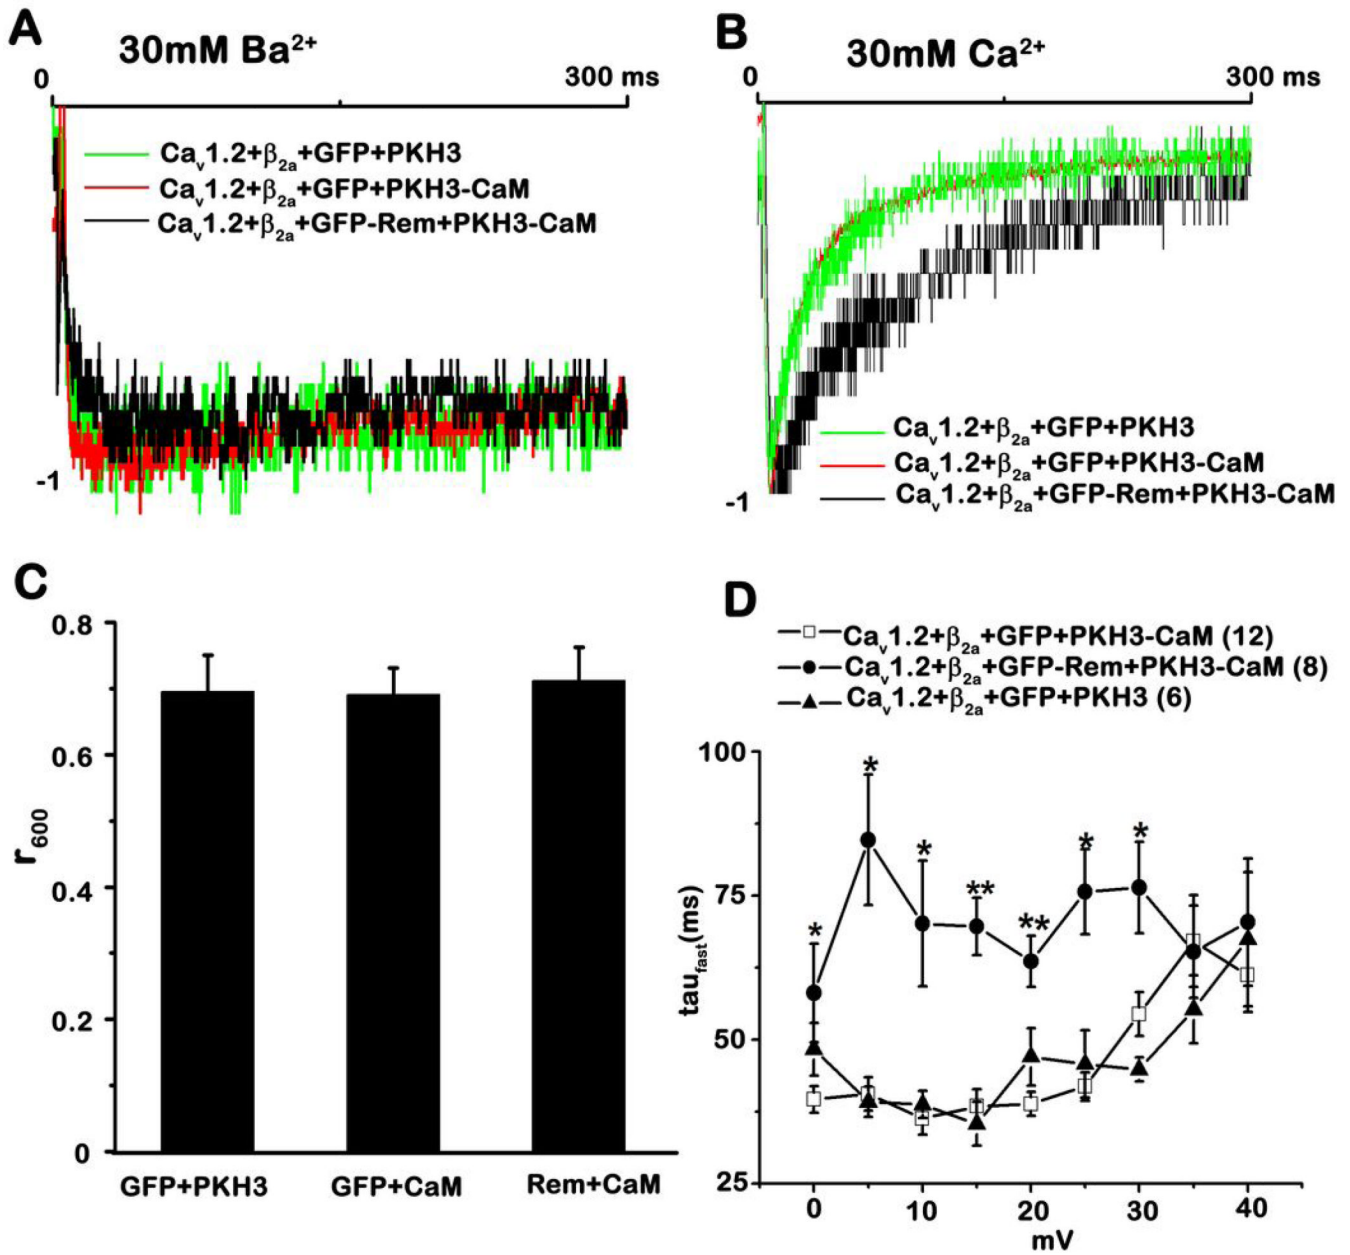 A
30mM Ba²⁺
0
300 ms
Caᵥ1.2+β₂ₐ+GFP+PKH3
Caᵥ1.2+β₂ₐ+GFP+PKH3-CaM
Caᵥ1.2+β₂ₐ+GFP-Rem+PKH3-CaM
-1
B
30mM Ca²⁺
0
300 ms
Caᵥ1.2+β₂ₐ+GFP+PKH3
Caᵥ1.2+β₂ₐ+GFP+PKH3-CaM
Caᵥ1.2+β₂ₐ+GFP-Rem+PKH3-CaM
-1
C
0.8
0.6
0.4
0.2
0
r₆₀₀
GFP+PKH3
GFP+CaM
Rem+CaM
D
Caᵥ1.2+β₂ₐ+GFP+PKH3-CaM (12)
Caᵥ1.2+β₂ₐ+GFP-Rem+PKH3-CaM (8)
Caᵥ1.2+β₂ₐ+GFP+PKH3 (6)
100
75
50
25
tau_fast(ms)
*
*
*
**
**
*
*
0
10
20
30
40
mV